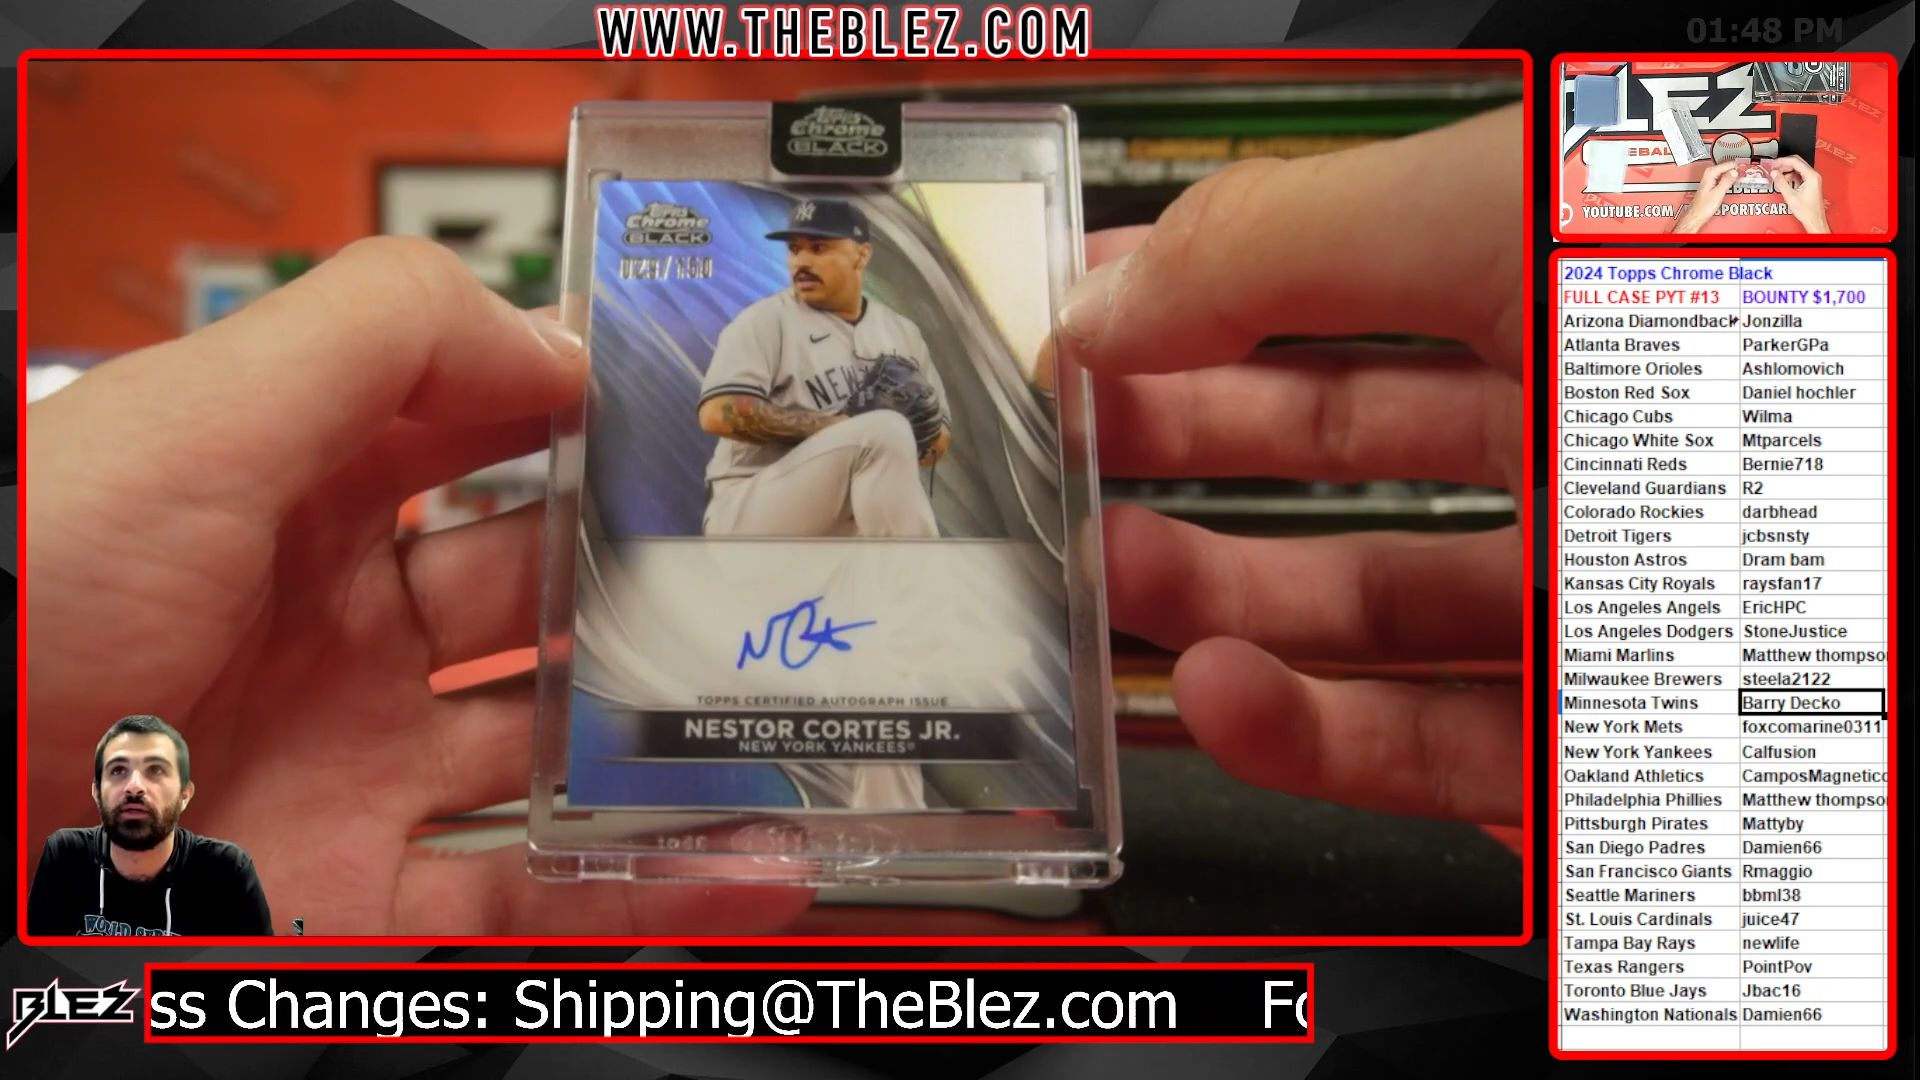 WWW.THEBLEZ.COM
01:48 PM
Topps
Chrome
BLACK
Topps
Chrome
BLACK
NEW
TOPPS CERTIFIED AUTOGRAPH ISSUE
NESTOR CORTES JR.
NEW YORK YANKEES®
BLEZ
BLEZ
YOUTUBE.COM/
SPORTSCAR
2024 Topps Chrome Black
FULL CASE PYT #13 BOUNTY $1,700
Arizona Diamondback Jonzilla
Atlanta Braves ParkerGPa
Baltimore Orioles Ashlomovich
Boston Red Sox Daniel hochler
Chicago Cubs Wilma
Chicago White Sox Mtparcels
Cincinnati Reds Bernie718
Cleveland Guardians R2
Colorado Rockies darbhead
Detroit Tigers jcbsnsty
Houston Astros Dram bam
Kansas City Royals raysfan17
Los Angeles Angels EricHPC
Los Angeles Dodgers StoneJustice
Miami Marlins Matthew thompso
Milwaukee Brewers steela2122
Minnesota Twins Barry Decko
New York Mets foxcomarine0311
New York Yankees Calfusion
Oakland Athletics CamposMagnetic
Philadelphia Phillies Matthew thompso
Pittsburgh Pirates Mattyby
San Diego Padres Damien66
San Francisco Giants Rmaggio
Seattle Mariners bbml38
St. Louis Cardinals juice47
Tampa Bay Rays newlife
Texas Rangers PointPov
Toronto Blue Jays Jbac16
Washington Nationals Damien66
BLEZ
ss Changes: Shipping@TheBlez.com Fo